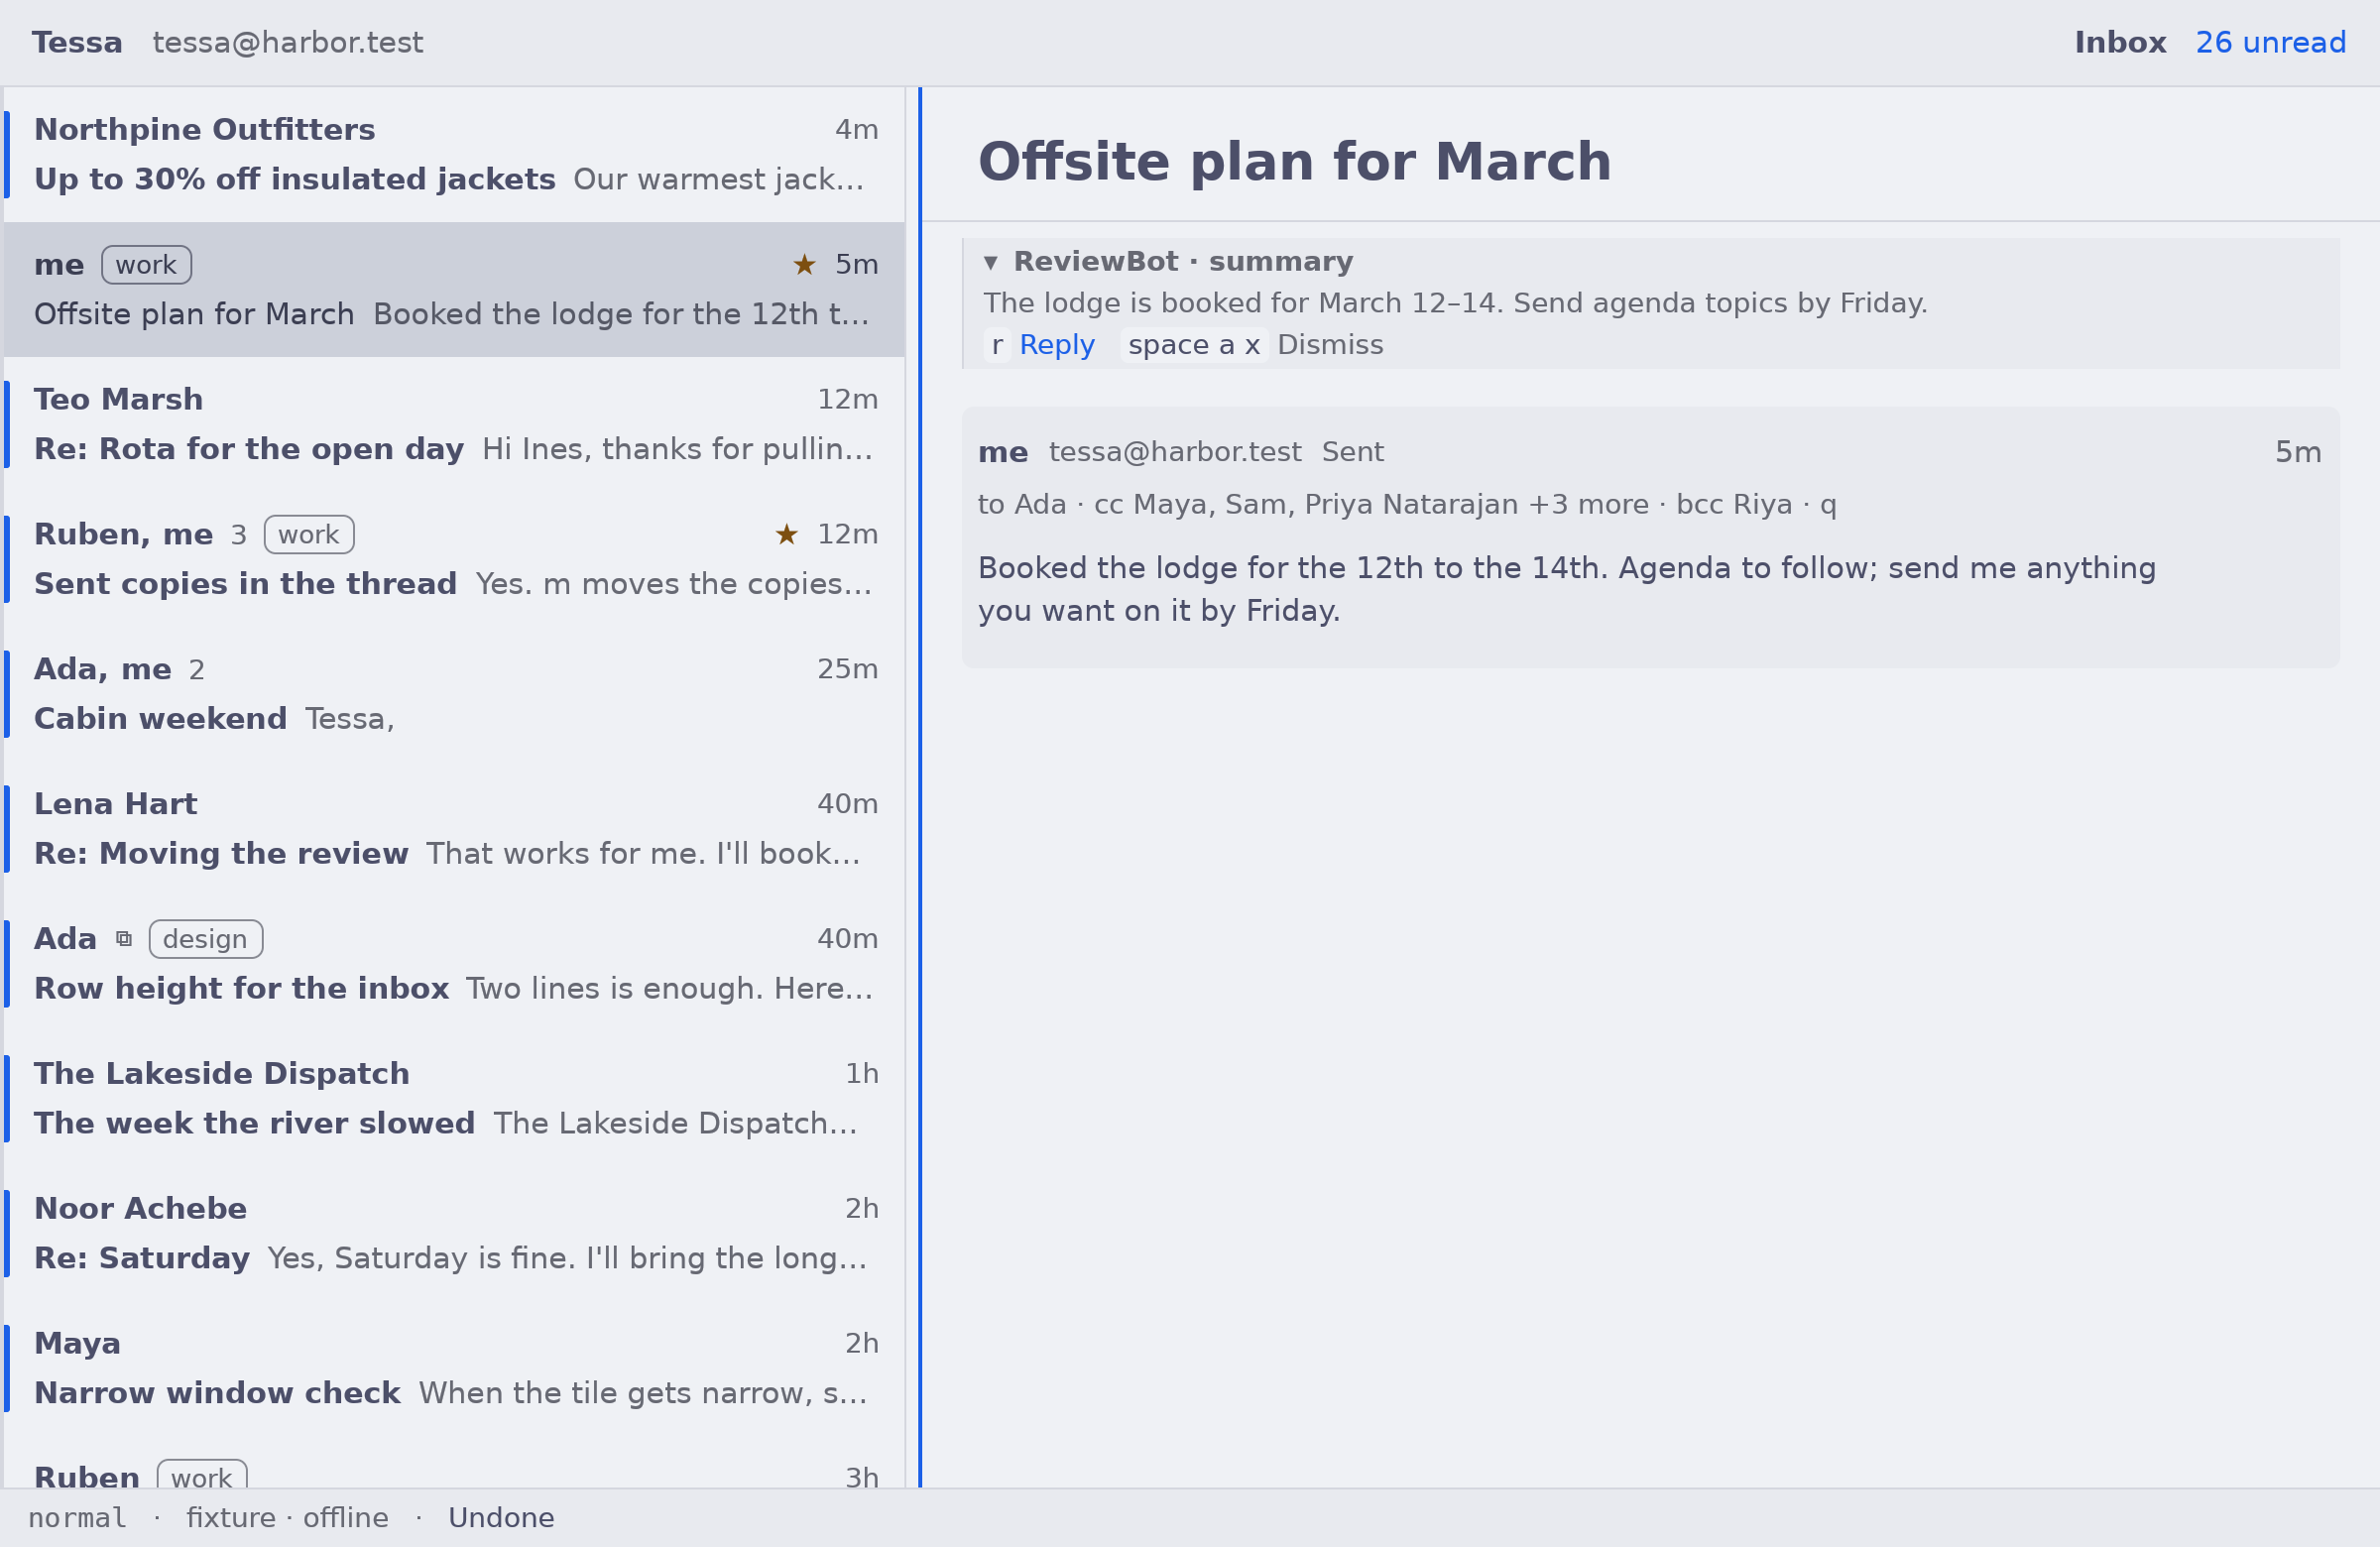 Tessa tessa@harbor.test
Inbox 26 unread
Northpine Outfitters 4m
Up to 30% off insulated jackets Our warmest jack…
me work ★ 5m
Offsite plan for March Booked the lodge for the 12th t…
Teo Marsh 12m
Re: Rota for the open day Hi Ines, thanks for pullin…
Ruben, me 3 work ★ 12m
Sent copies in the thread Yes. m moves the copies…
Ada, me 2 25m
Cabin weekend Tessa,
Lena Hart 40m
Re: Moving the review That works for me. I'll book…
Ada design 40m
Row height for the inbox Two lines is enough. Here…
The Lakeside Dispatch 1h
The week the river slowed The Lakeside Dispatch…
Noor Achebe 2h
Re: Saturday Yes, Saturday is fine. I'll bring the long…
Maya 2h
Narrow window check When the tile gets narrow, s…
Ruben work 3h
Offsite plan for March
▾ ReviewBot · summary
The lodge is booked for March 12–14. Send agenda topics by Friday.
r Reply space a x Dismiss
me tessa@harbor.test Sent 5m
to Ada · cc Maya, Sam, Priya Natarajan +3 more · bcc Riya · q
Booked the lodge for the 12th to the 14th. Agenda to follow; send me anything
you want on it by Friday.
normal · fixture · offline · Undone